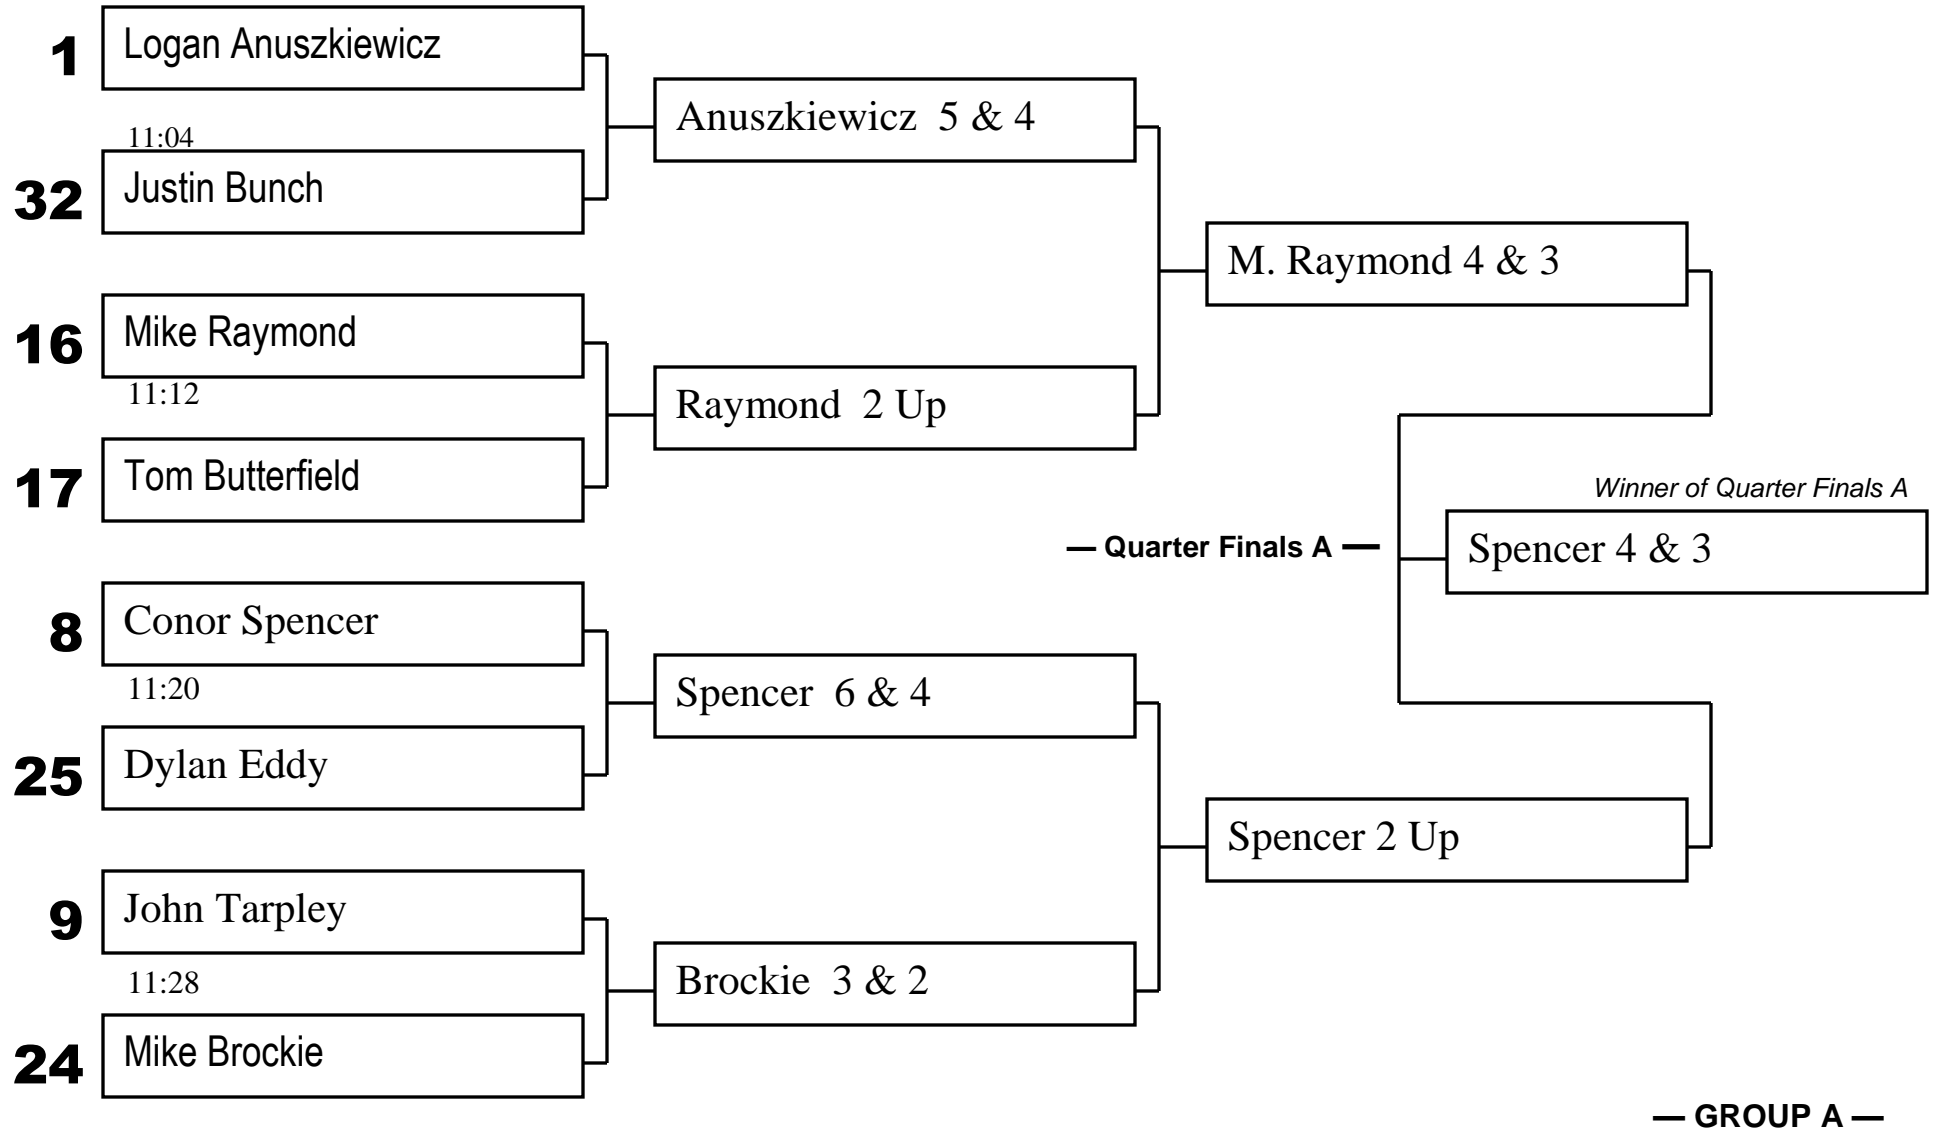 1
Logan Anuszkiewicz
11:04
32
Justin Bunch
Anuszkiewicz  5 & 4
16
Mike Raymond
11:12
17
Tom Butterfield
Raymond  2 Up
M. Raymond 4 & 3
8
Conor Spencer
11:20
25
Dylan Eddy
Spencer  6 & 4
9
John Tarpley
11:28
24
Mike Brockie
Brockie  3 & 2
Spencer 2 Up
— Quarter Finals A —
Winner of Quarter Finals A
Spencer 4 & 3
— GROUP A —